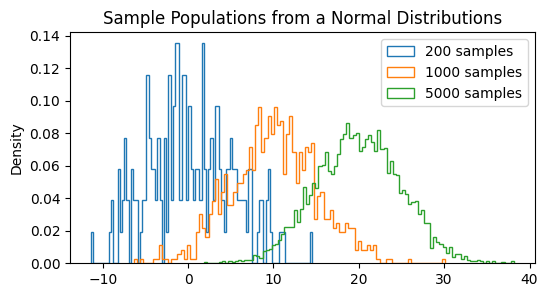 Sample Populations from a Normal Distributions
Density
0.14
0.12
0.10
0.08
0.06
0.04
0.02
0.00
200 samples
1000 samples
5000 samples
−10
0
10
20
30
40